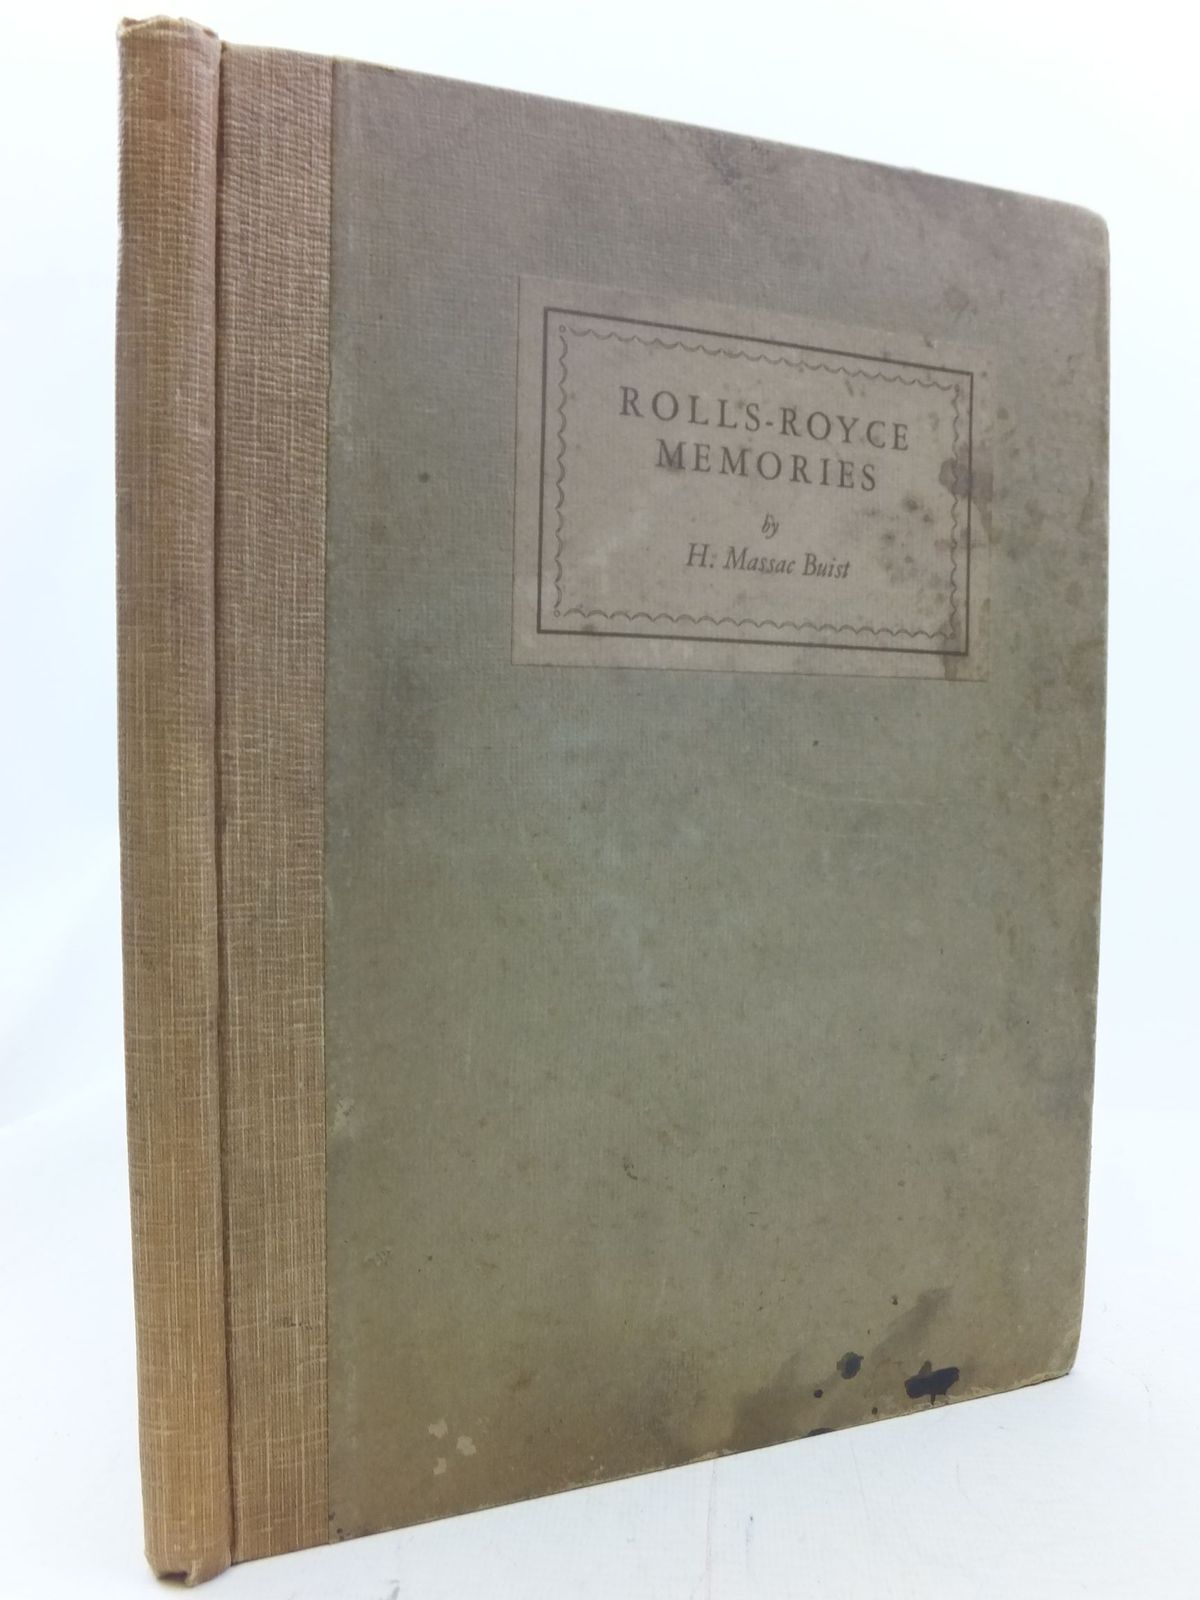 ROLLS-ROYCE
MEMORIES
by
H. Massac Buist